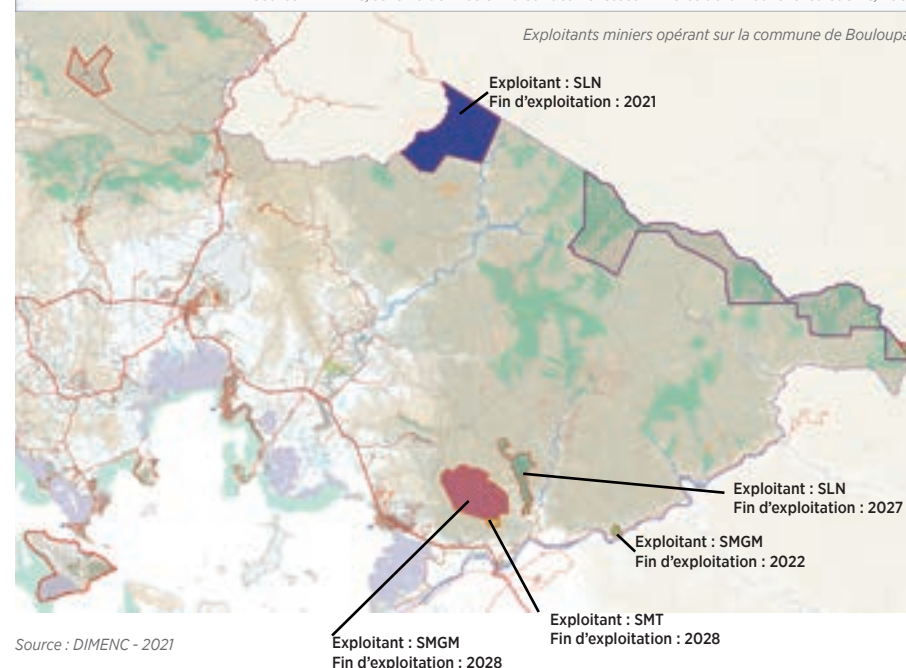 Exploitants miniers opérant sur la commune de Bouloupa
Exploitant : SLN
Fin d'exploitation : 2021
Exploitant : SLN
Fin d'exploitation : 2027
Exploitant : SMGM
Fin d'exploitation : 2022
Exploitant : SMT
Fin d'exploitation : 2028
Exploitant : SMGM
Fin d'exploitation : 2028
Source : DIMENC - 2021